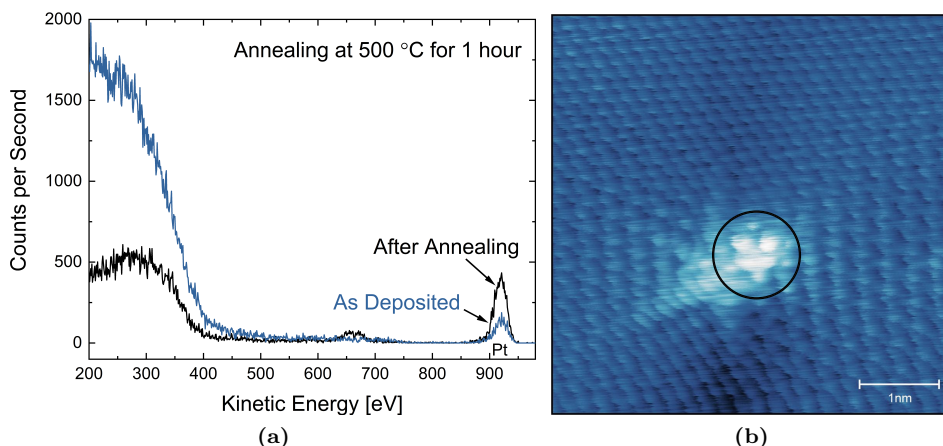 2000
1500
1000
500
0
Counts per Second
Annealing at 500 °C for 1 hour
After Annealing
As Deposited
Pt
200 300 400 500 600 700 800 900
Kinetic Energy [eV]
(a)
1nm
(b)